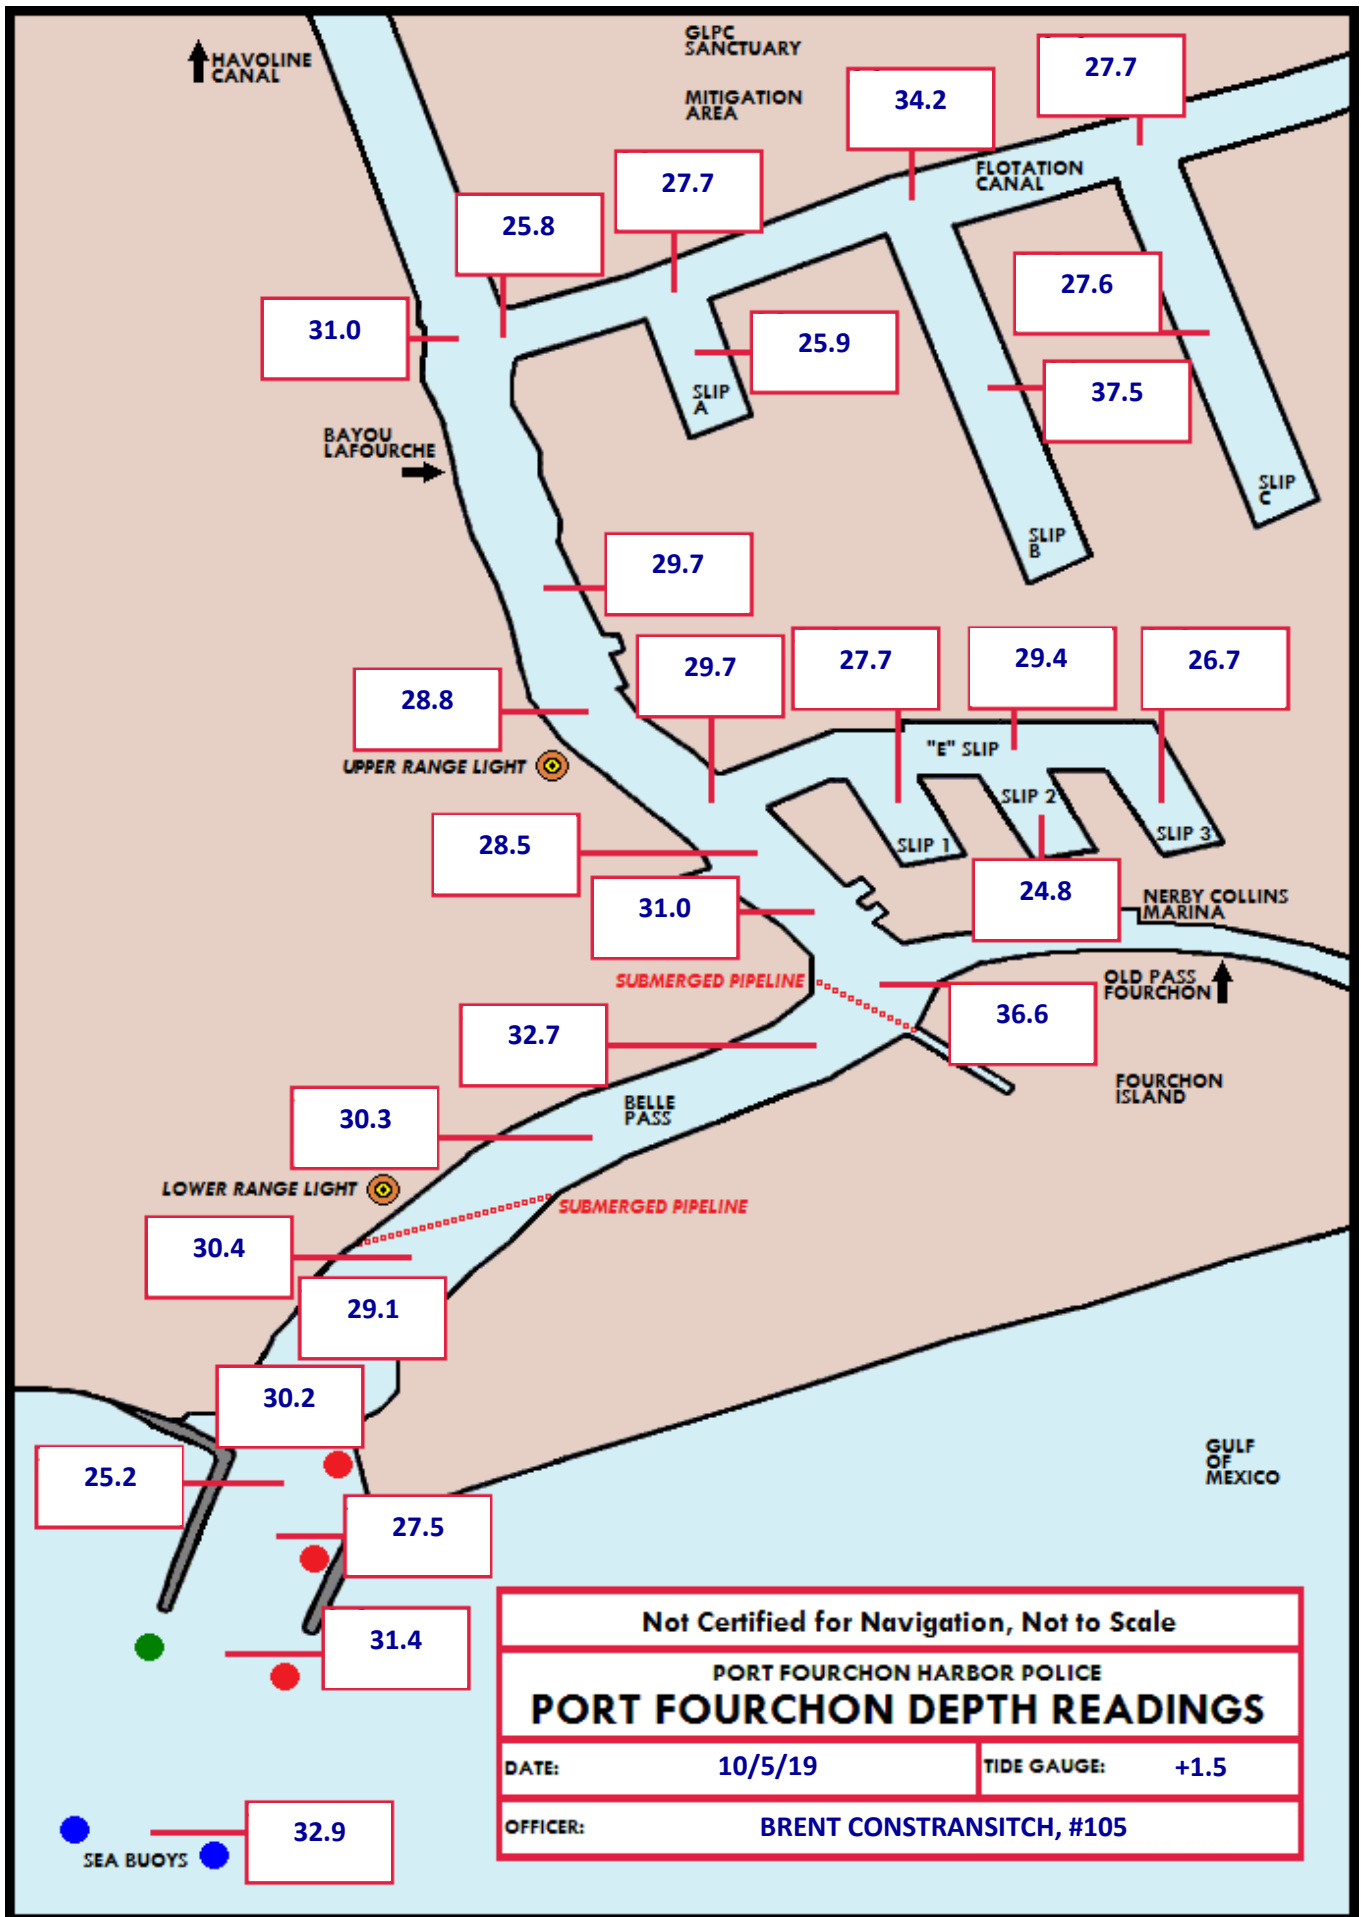 HAVOLINE
CANAL
GLPC
SANCTUARY
MITIGATION
AREA
27.7
34.2
27.7
25.8
FLOTATION
CANAL
31.0
25.9
27.6
37.5
SLIP
A
BAYOU
LAFOURCHE
SLIP
C
SLIP
B
29.7
29.7
27.7
29.4
26.7
28.8
UPPER RANGE LIGHT
"E" SLIP
SLIP 2
SLIP 1
SLIP 3
28.5
31.0
24.8
NERBY COLLINS
MARINA
SUBMERGED PIPELINE
OLD PASS
FOURCHON
36.6
32.7
FOURCHON
ISLAND
BELLE
PASS
30.3
LOWER RANGE LIGHT
SUBMERGED PIPELINE
30.4
29.1
30.2
25.2
GULF
OF
MEXICO
27.5
31.4
Not Certified for Navigation, Not to Scale
PORT FOURCHON HARBOR POLICE
PORT FOURCHON DEPTH READINGS
DATE: 10/5/19 TIDE GAUGE: +1.5
OFFICER: BRENT CONSTRANSITCH, #105
32.9
SEA BUOYS